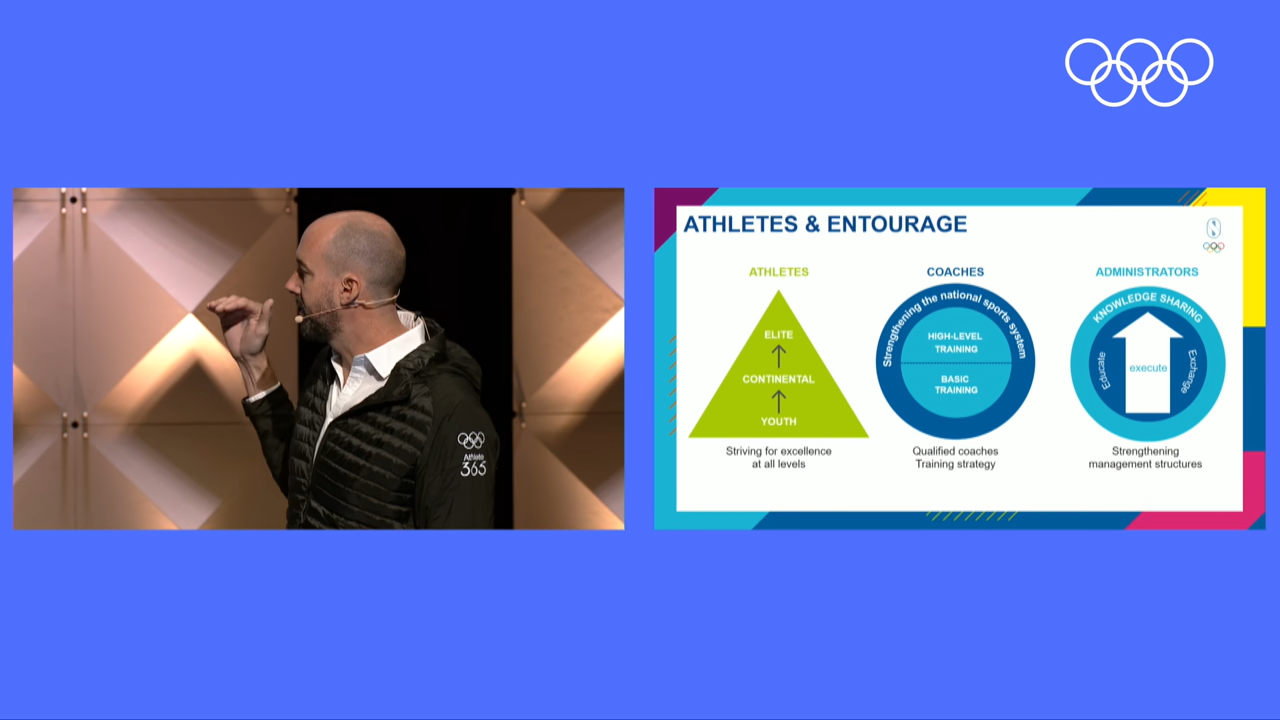 Athlete
365
ATHLETES & ENTOURAGE
ATHLETES
ELITE
CONTINENTAL
YOUTH
Striving for excellence
at all levels
COACHES
Strengthening the national sports system
HIGH-LEVEL
TRAINING
BASIC
TRAINING
Qualified coaches
Training strategy
ADMINISTRATORS
KNOWLEDGE SHARING
Educate
execute
Exchange
Strengthening
management structures